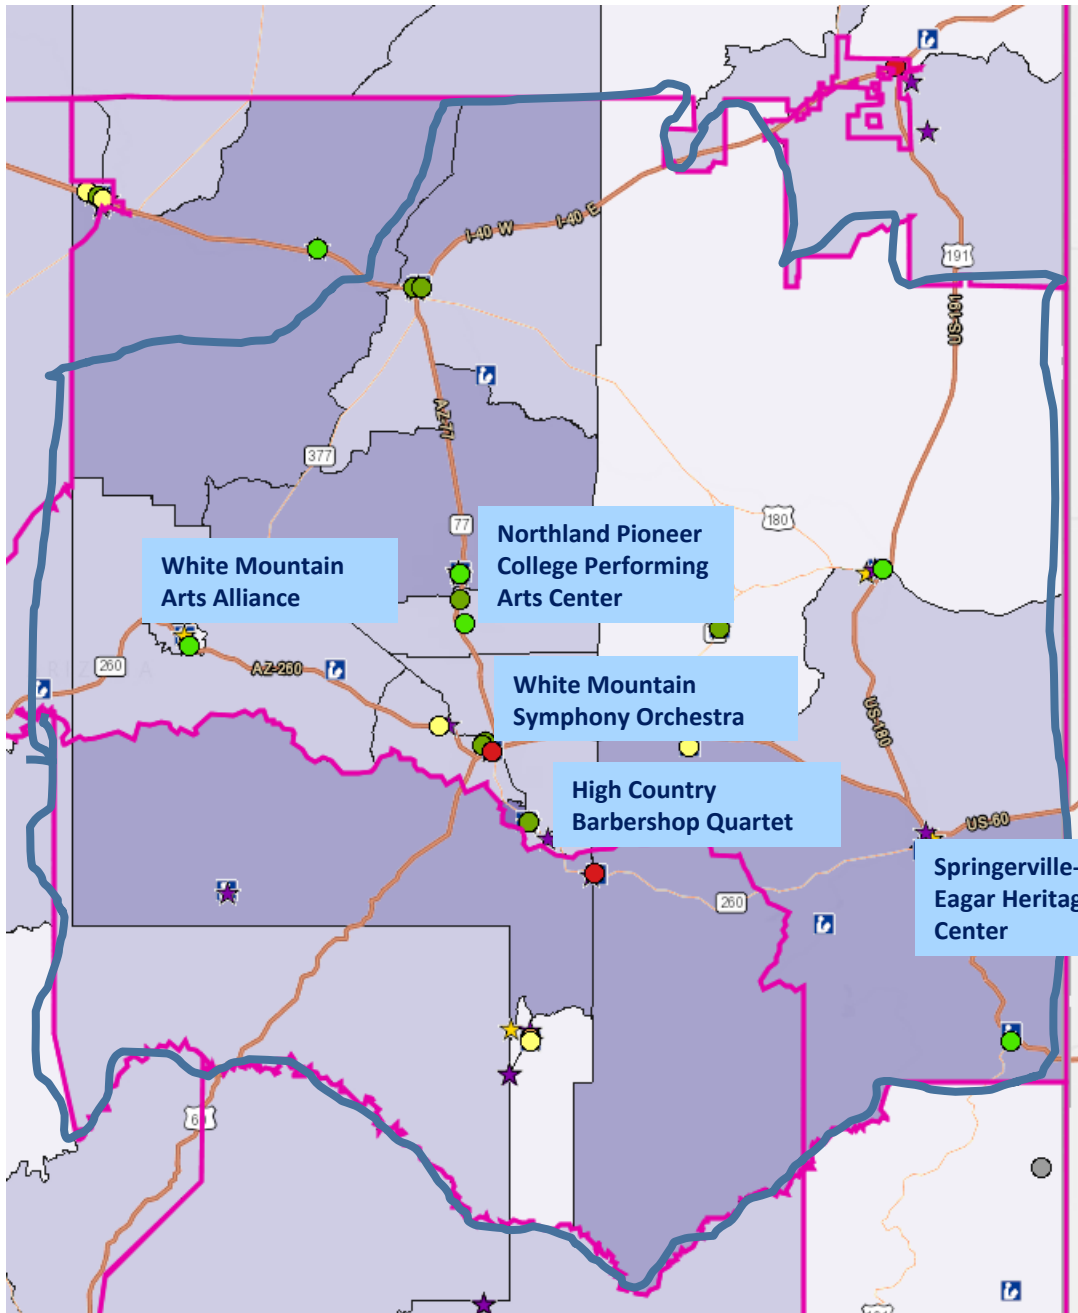 I-40 W
I-40 E
191
US-191
AZ-77
377
77
180
Northland Pioneer
College Performing
Arts Center
White Mountain
Arts Alliance
260
AZ-260
White Mountain
Symphony Orchestra
US-180
High Country
Barbershop Quartet
US-60
Springerville-
Eagar Heritag
Center
260